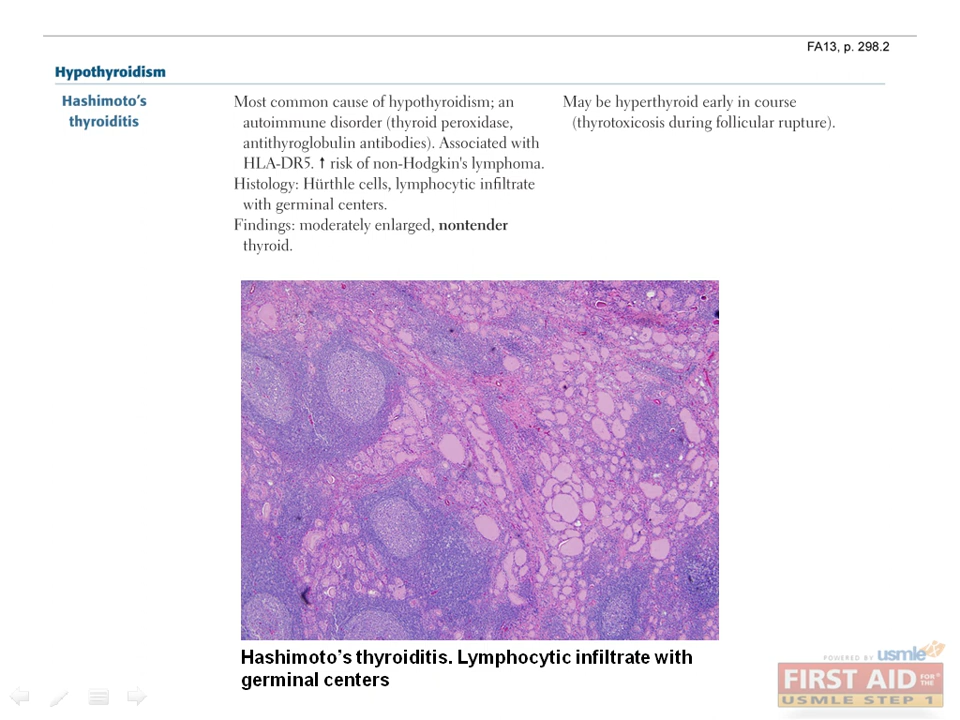 FA13, p. 298.2
Hypothyroidism
Hashimoto's
thyroiditis
Most common cause of hypothyroidism; an
autoimmune disorder (thyroid peroxidase,
antithyroglobulin antibodies). Associated with
HLA-DR5. ↑ risk of non-Hodgkin's lymphoma.
Histology: Hürthle cells, lymphocytic infiltrate
with germinal centers.
Findings: moderately enlarged, nontender
thyroid.
May be hyperthyroid early in course
(thyrotoxicosis during follicular rupture).
Hashimoto's thyroiditis. Lymphocytic infiltrate with
germinal centers
POWERED BY usmle
FIRST AID FOR THE®
USMLE STEP 1